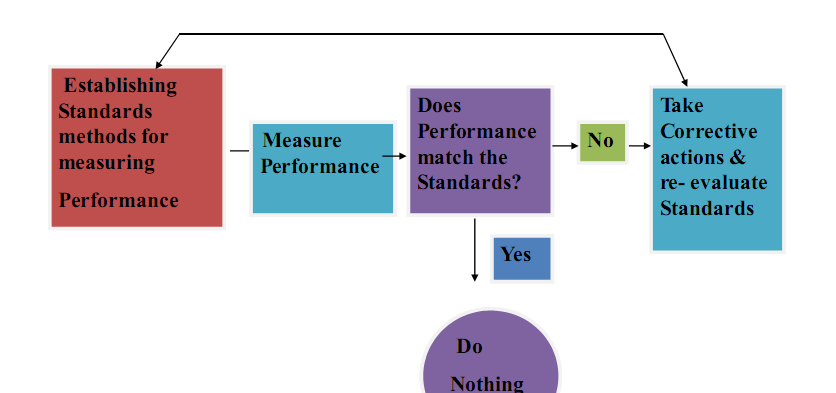 Establishing
Standards
methods for
measuring
Performance
Measure
Performance
Does
Performance
match the
Standards?
No
Take
Corrective
actions &
re- evaluate
Standards
Yes
Do
Nothing